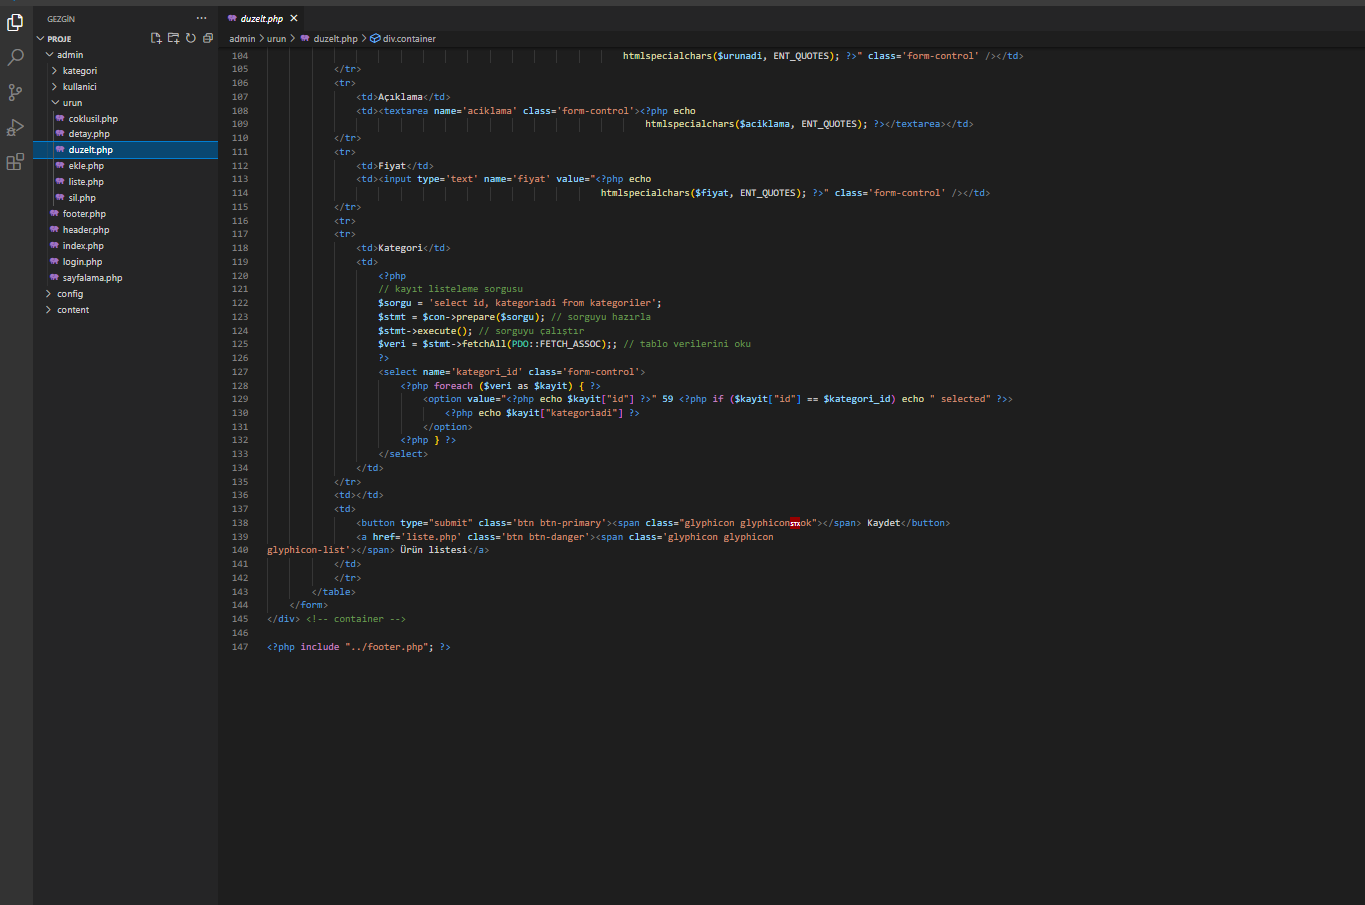 GEZGİN
PROJE
admin
kategori
kullanici
urun
coklusil.php
detay.php
duzelt.php
ekle.php
liste.php
sil.php
footer.php
header.php
index.php
login.php
sayfalama.php
config
content
duzelt.php
admin > urun > duzelt.php > div.container
104 htmlspecialchars($urunadi, ENT_QUOTES); ?>" class='form-control' /></td>
105 </tr>
106 <tr>
107 <td>Açıklama</td>
108 <td><textarea name='aciklama' class='form-control'><?php echo
109 htmlspecialchars($aciklama, ENT_QUOTES); ?></textarea></td>
110 </tr>
111 <tr>
112 <td>Fiyat</td>
113 <td><input type='text' name='fiyat' value="<?php echo
114 htmlspecialchars($fiyat, ENT_QUOTES); ?>" class='form-control' /></td>
115 </tr>
116 <tr>
117 <tr>
118 <td>Kategori</td>
119 <td>
120 <?php
121 // kayıt listeleme sorgusu
122 $sorgu = 'select id, kategoriadi from kategoriler';
123 $stmt = $con->prepare($sorgu); // sorguyu hazırla
124 $stmt->execute(); // sorguyu çalıştır
125 $veri = $stmt->fetchAll(PDO::FETCH_ASSOC);; // tablo verilerini oku
126 ?>
127 <select name='kategori_id' class='form-control'>
128 <?php foreach ($veri as $kayit) { ?>
129 <option value="<?php echo $kayit["id"] ?>" 59 <?php if ($kayit["id"] == $kategori_id) echo " selected" ?>>
130 <?php echo $kayit["kategoriadi"] ?>
131 </option>
132 <?php } ?>
133 </select>
134 </td>
135 </tr>
136 <td></td>
137 <td>
138 <button type="submit" class='btn btn-primary'><span class="glyphicon glyphiconSTXok"></span> Kaydet</button>
139 <a href='liste.php' class='btn btn-danger'><span class='glyphicon glyphicon
140 glyphicon-list'></span> Ürün listesi</a>
141 </td>
142 </tr>
143 </table>
144 </form>
145 </div> <!-- container -->
146
147 <?php include "../footer.php"; ?>